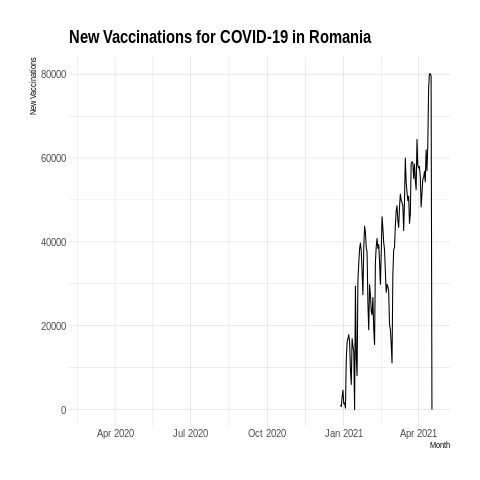 New Vaccinations for COVID-19 in Romania
New Vaccinations
80000
60000
40000
20000
0
Apr 2020 Jul 2020 Oct 2020 Jan 2021 Apr 2021
Month